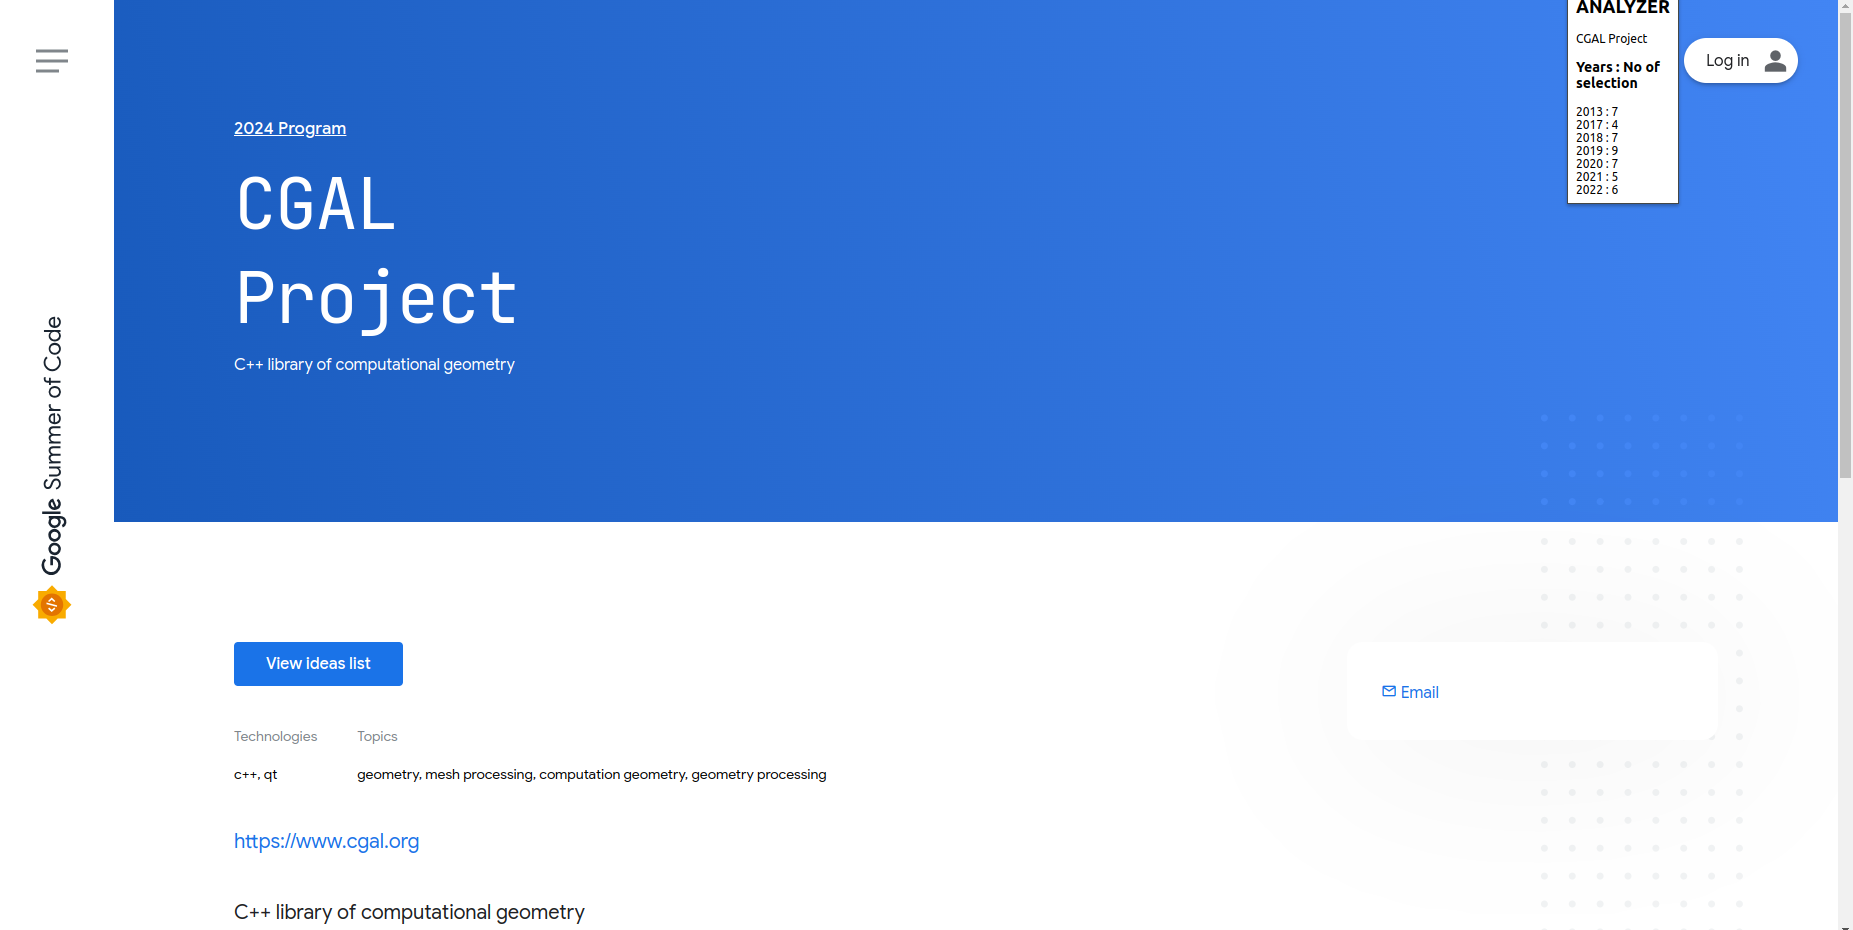 ANALYZER
CGAL Project
Years : No of
selection
2013 : 7
2017 : 4
2018 : 7
2019 : 9
2020 : 7
2021 : 5
2022 : 6
Log in
2024 Program
CGAL
Project
C++ library of computational geometry
Google Summer of Code
View ideas list
Email
Technologies
Topics
c++, qt
geometry, mesh processing, computation geometry, geometry processing
https://www.cgal.org
C++ library of computational geometry